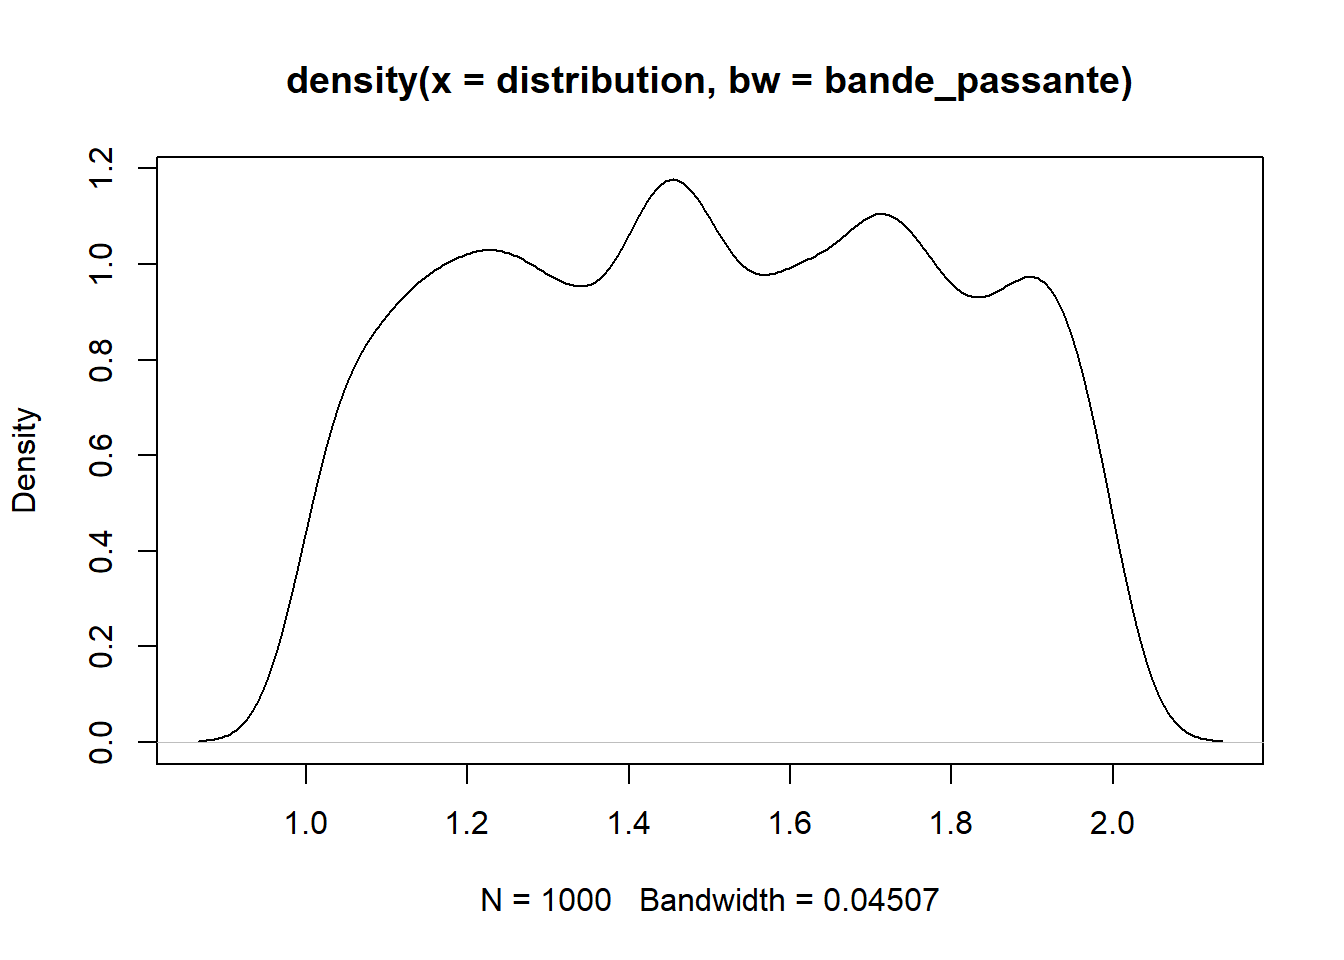 density(x = distribution, bw = bande_passante)
Density
0.0 0.2 0.4 0.6 0.8 1.0 1.2
1.0 1.2 1.4 1.6 1.8 2.0
N = 1000 Bandwidth = 0.04507